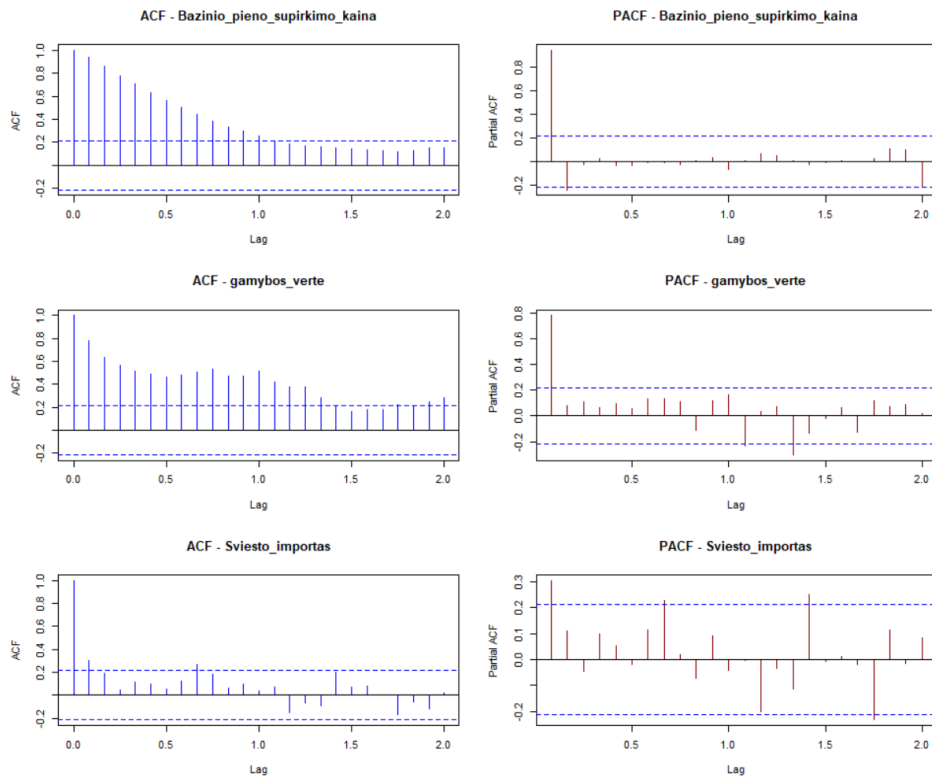 ACF - Bazinio_pieno_supirkimo_kaina
PACF - Bazinio_pieno_supirkimo_kaina
ACF
-0.2 0.2 0.4 0.6 0.8 1.0
0.0 0.5 1.0 1.5 2.0
Lag
Partial ACF
-0.2 0.2 0.4 0.6 0.8
0.5 1.0 1.5 2.0
Lag
ACF - gamybos_verte
PACF - gamybos_verte
ACF
-0.2 0.2 0.4 0.6 0.8 1.0
0.0 0.5 1.0 1.5 2.0
Lag
Partial ACF
-0.2 0.0 0.2 0.4 0.6 0.8
0.5 1.0 1.5 2.0
Lag
ACF - Sviesto_importas
PACF - Sviesto_importas
ACF
-0.2 0.2 0.4 0.6 0.8 1.0
0.0 0.5 1.0 1.5 2.0
Lag
Partial ACF
-0.2 0.0 0.1 0.2 0.3
0.5 1.0 1.5 2.0
Lag